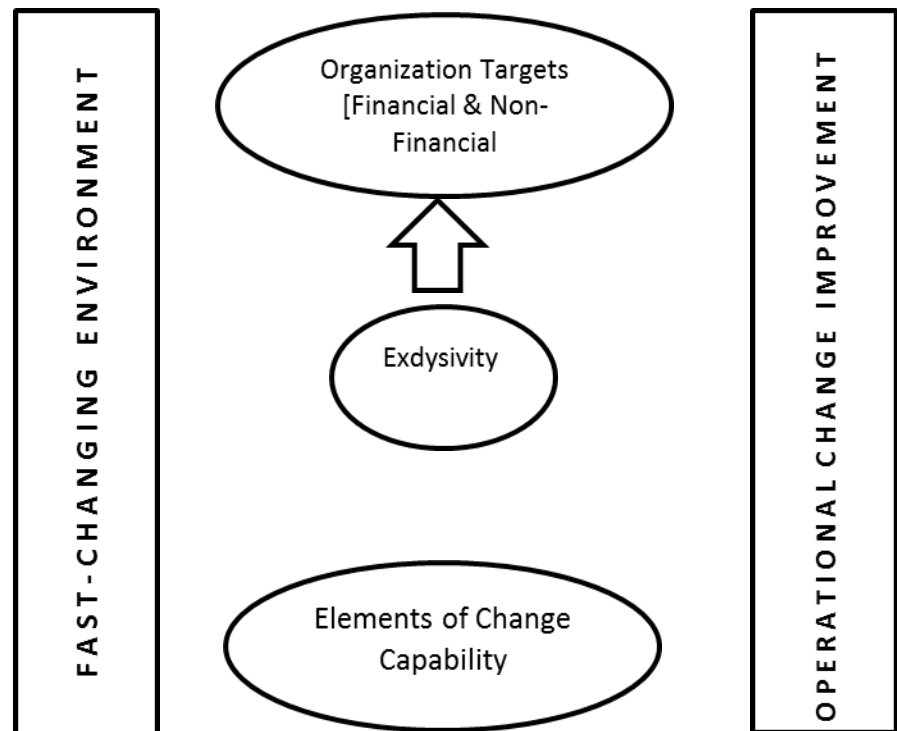 FAST-CHANGING ENVIRONMENT
Organization Targets
[Financial & Non-
Financial
Exdysivity
Elements of Change
Capability
OPERATIONAL CHANGE IMPROVEMENT